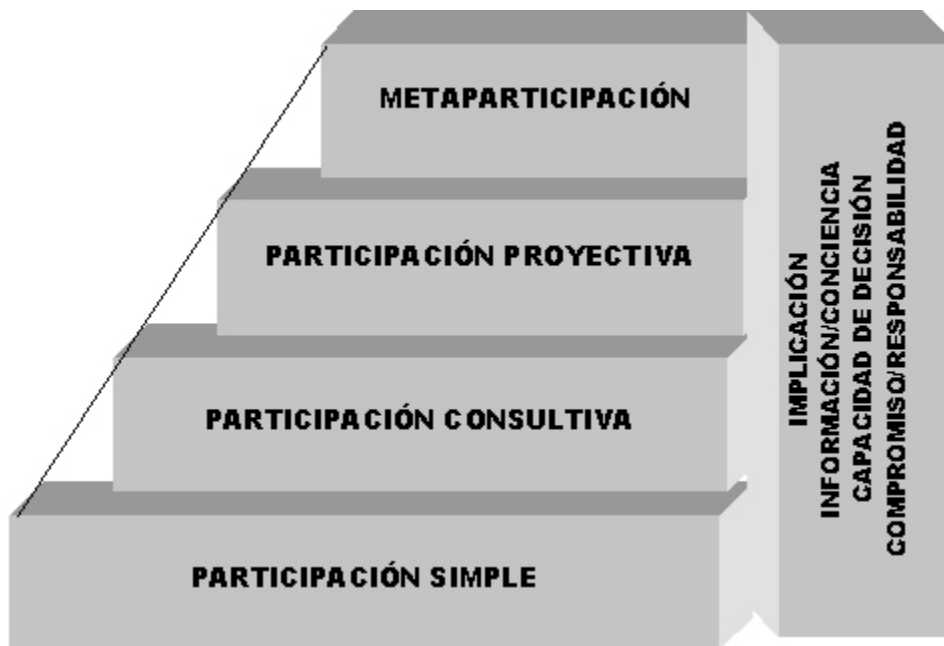 METAPARTICIPACIÓN
PARTICIPACIÓN PROYECTIVA
PARTICIPACIÓN CONSULTIVA
PARTICIPACIÓN SIMPLE
IMPLICACIÓN
INFORMACIÓN/CONCIENCIA
CAPACIDAD DE DECISIÓN
COMPROMISO/RESPONSABILIDAD